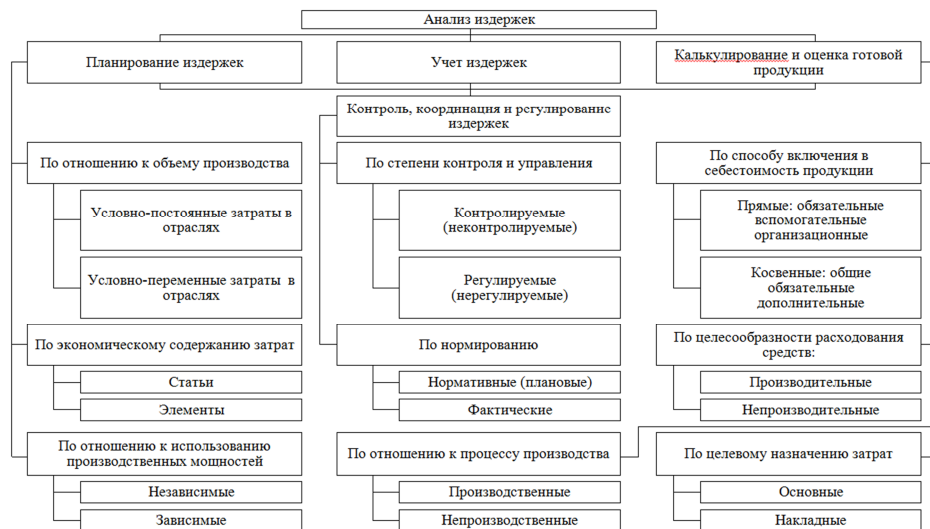 Анализ издержек
Планирование издержек
Учет издержек
Калькулирование и оценка готовой
продукции
Контроль, координация и регулирование
издержек
По отношению к объему производства
По степени контроля и управления
По способу включения в
себестоимость продукции
Условно-постоянные затраты в
отраслях
Контролируемые
(неконтролируемые)
Прямые: обязательные
вспомогательные
организационные
Условно-переменные затраты в
отраслях
Регулируемые
(нерегулируемые)
Косвенные: общие
обязательные
дополнительные
По экономическому содержанию затрат
По нормированию
По целесообразности расходования
средств:
Статьи
Нормативные (плановые)
Производительные
Элементы
Фактические
Непроизводительные
По отношению к использованию
производственных мощностей
По отношению к процессу производства
По целевому назначению затрат
Независимые
Производственные
Основные
Зависимые
Непроизводственные
Накладные